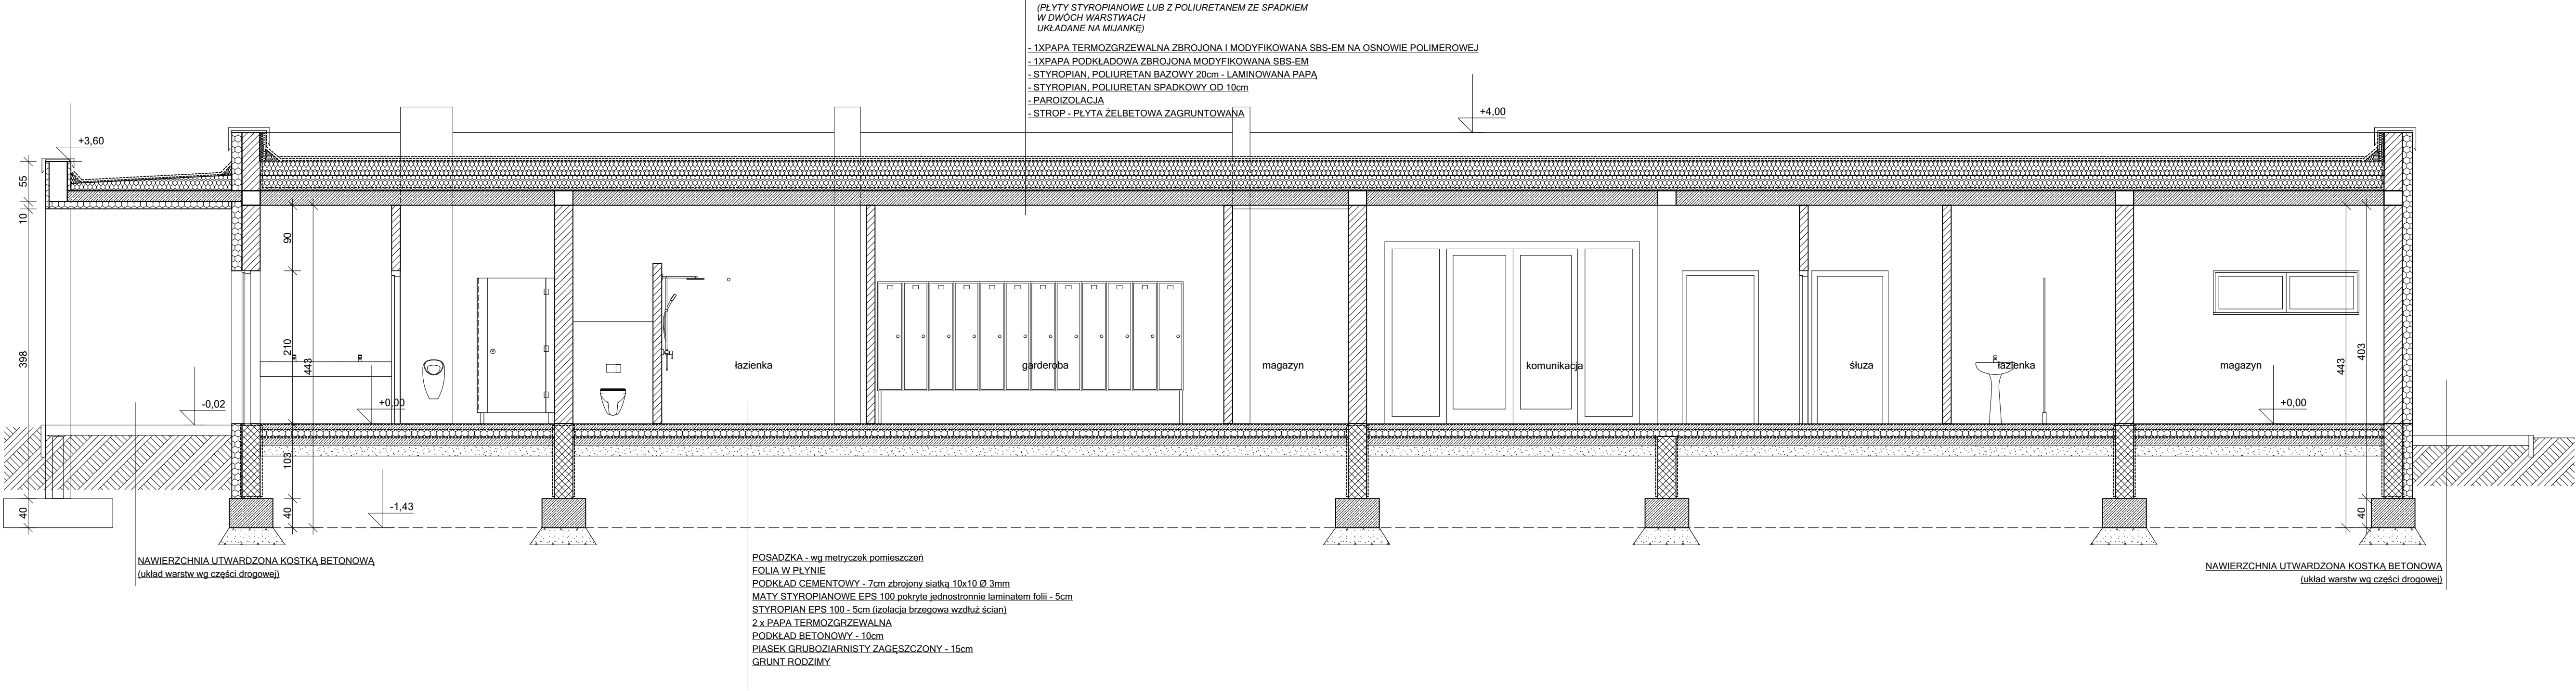 (PŁYTY STYROPIANOWE LUB Z POLIURETANEM ZE SPADKIEM
W DWÓCH WARSTWACH
UKŁADANE NA MIJANKĘ)
- 1XPAPA TERMOZGRZEWALNA ZBROJONA I MODYFIKOWANA SBS-EM NA OSNOWIE POLIMEROWEJ
- 1XPAPA PODKŁADOWA ZBROJONA MODYFIKOWANA SBS-EM
- STYROPIAN, POLIURETAN BAZOWY 20cm - LAMINOWANA PAPĄ
- STYROPIAN, POLIURETAN SPADKOWY OD 10cm
- PAROIZOLACJA
- STROP - PŁYTA ŻELBETOWA ZAGRUNTOWANA
+4,00
+3,60
55
10
398
40
90
210
443
103
40
-0,02
+0,00
-1,43
łazienka
garderoba
magazyn
komunikacja
śłuza
łazienka
magazyn
+0,00
443
403
40
NAWIERZCHNIA UTWARDZONA KOSTKĄ BETONOWĄ
(układ warstw wg części drogowej)
POSADZKA - wg metryczek pomieszczeń
FOLIA W PŁYNIE
PODKŁAD CEMENTOWY - 7cm zbrojony siatką 10x10 Ø 3mm
MATY STYROPIANOWE EPS 100 pokryte jednostronnie laminatem folii - 5cm
STYROPIAN EPS 100 - 5cm (izolacja brzegowa wzdłuż ścian)
2 x PAPA TERMOZGRZEWALNA
PODKŁAD BETONOWY - 10cm
PIASEK GRUBOZIARNISTY ZAGĘSZCZONY - 15cm
GRUNT RODZIMY
NAWIERZCHNIA UTWARDZONA KOSTKĄ BETONOWĄ
(układ warstw wg części drogowej)